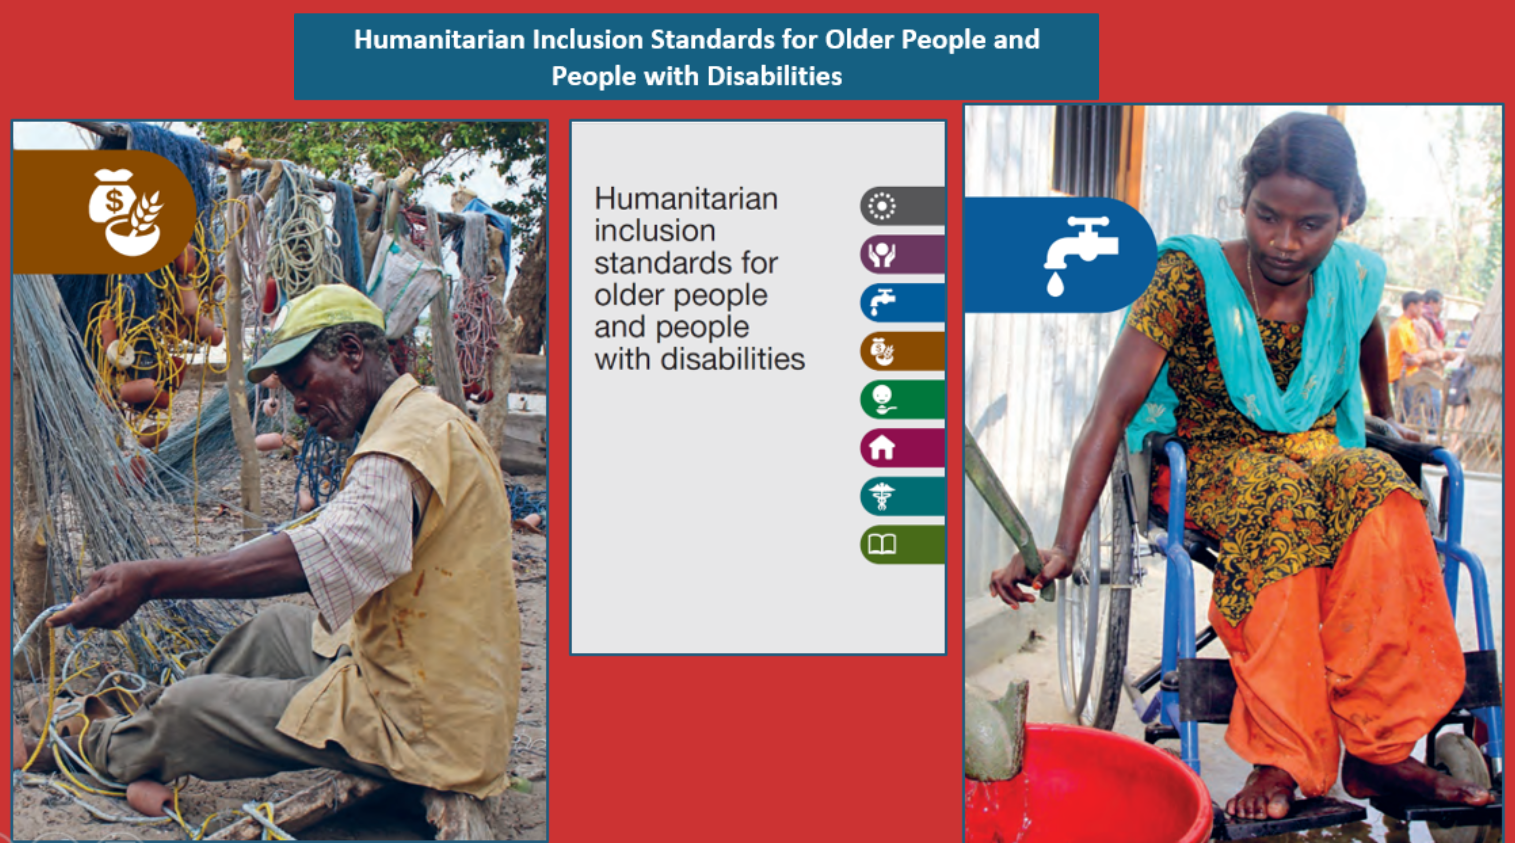 Humanitarian Inclusion Standards for Older People and
People with Disabilities
Humanitarian
inclusion
standards for
older people
and people
with disabilities
$
$